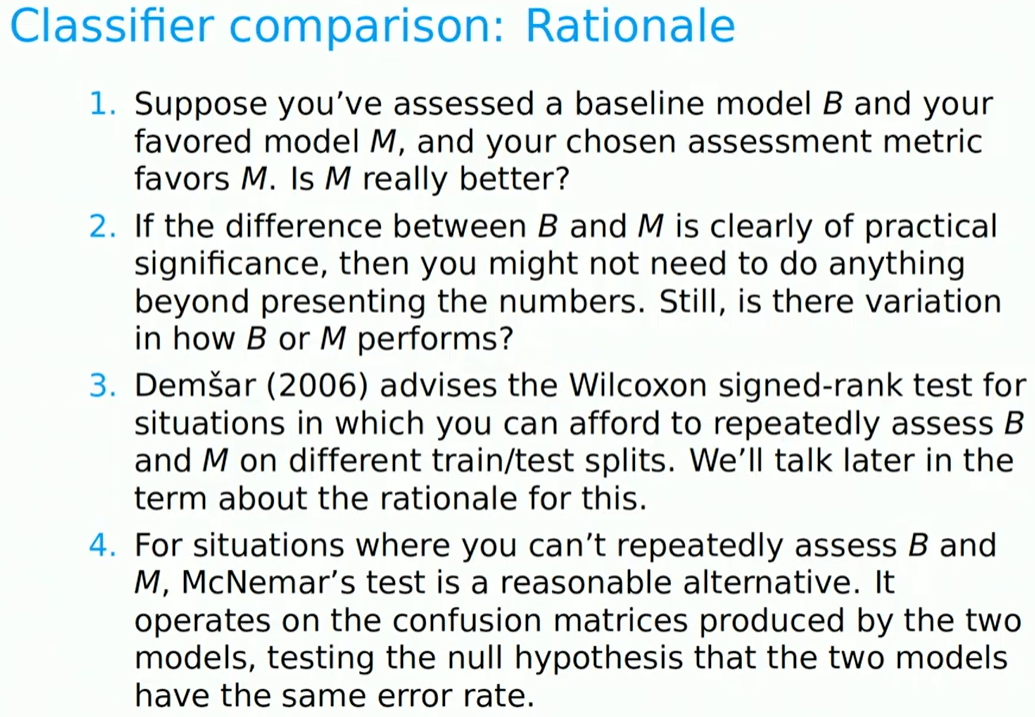 Classifier comparison: Rationale
1. Suppose you’ve assessed a baseline model B and your
favored model M, and your chosen assessment metric
favors M. Is M really better?
2. If the difference between B and M is clearly of practical
significance, then you might not need to do anything
beyond presenting the numbers. Still, is there variation
in how B or M performs?
3. Demšar (2006) advises the Wilcoxon signed-rank test for
situations in which you can afford to repeatedly assess B
and M on different train/test splits. We’ll talk later in the
term about the rationale for this.
4. For situations where you can’t repeatedly assess B and
M, McNemar’s test is a reasonable alternative. It
operates on the confusion matrices produced by the two
models, testing the null hypothesis that the two models
have the same error rate.